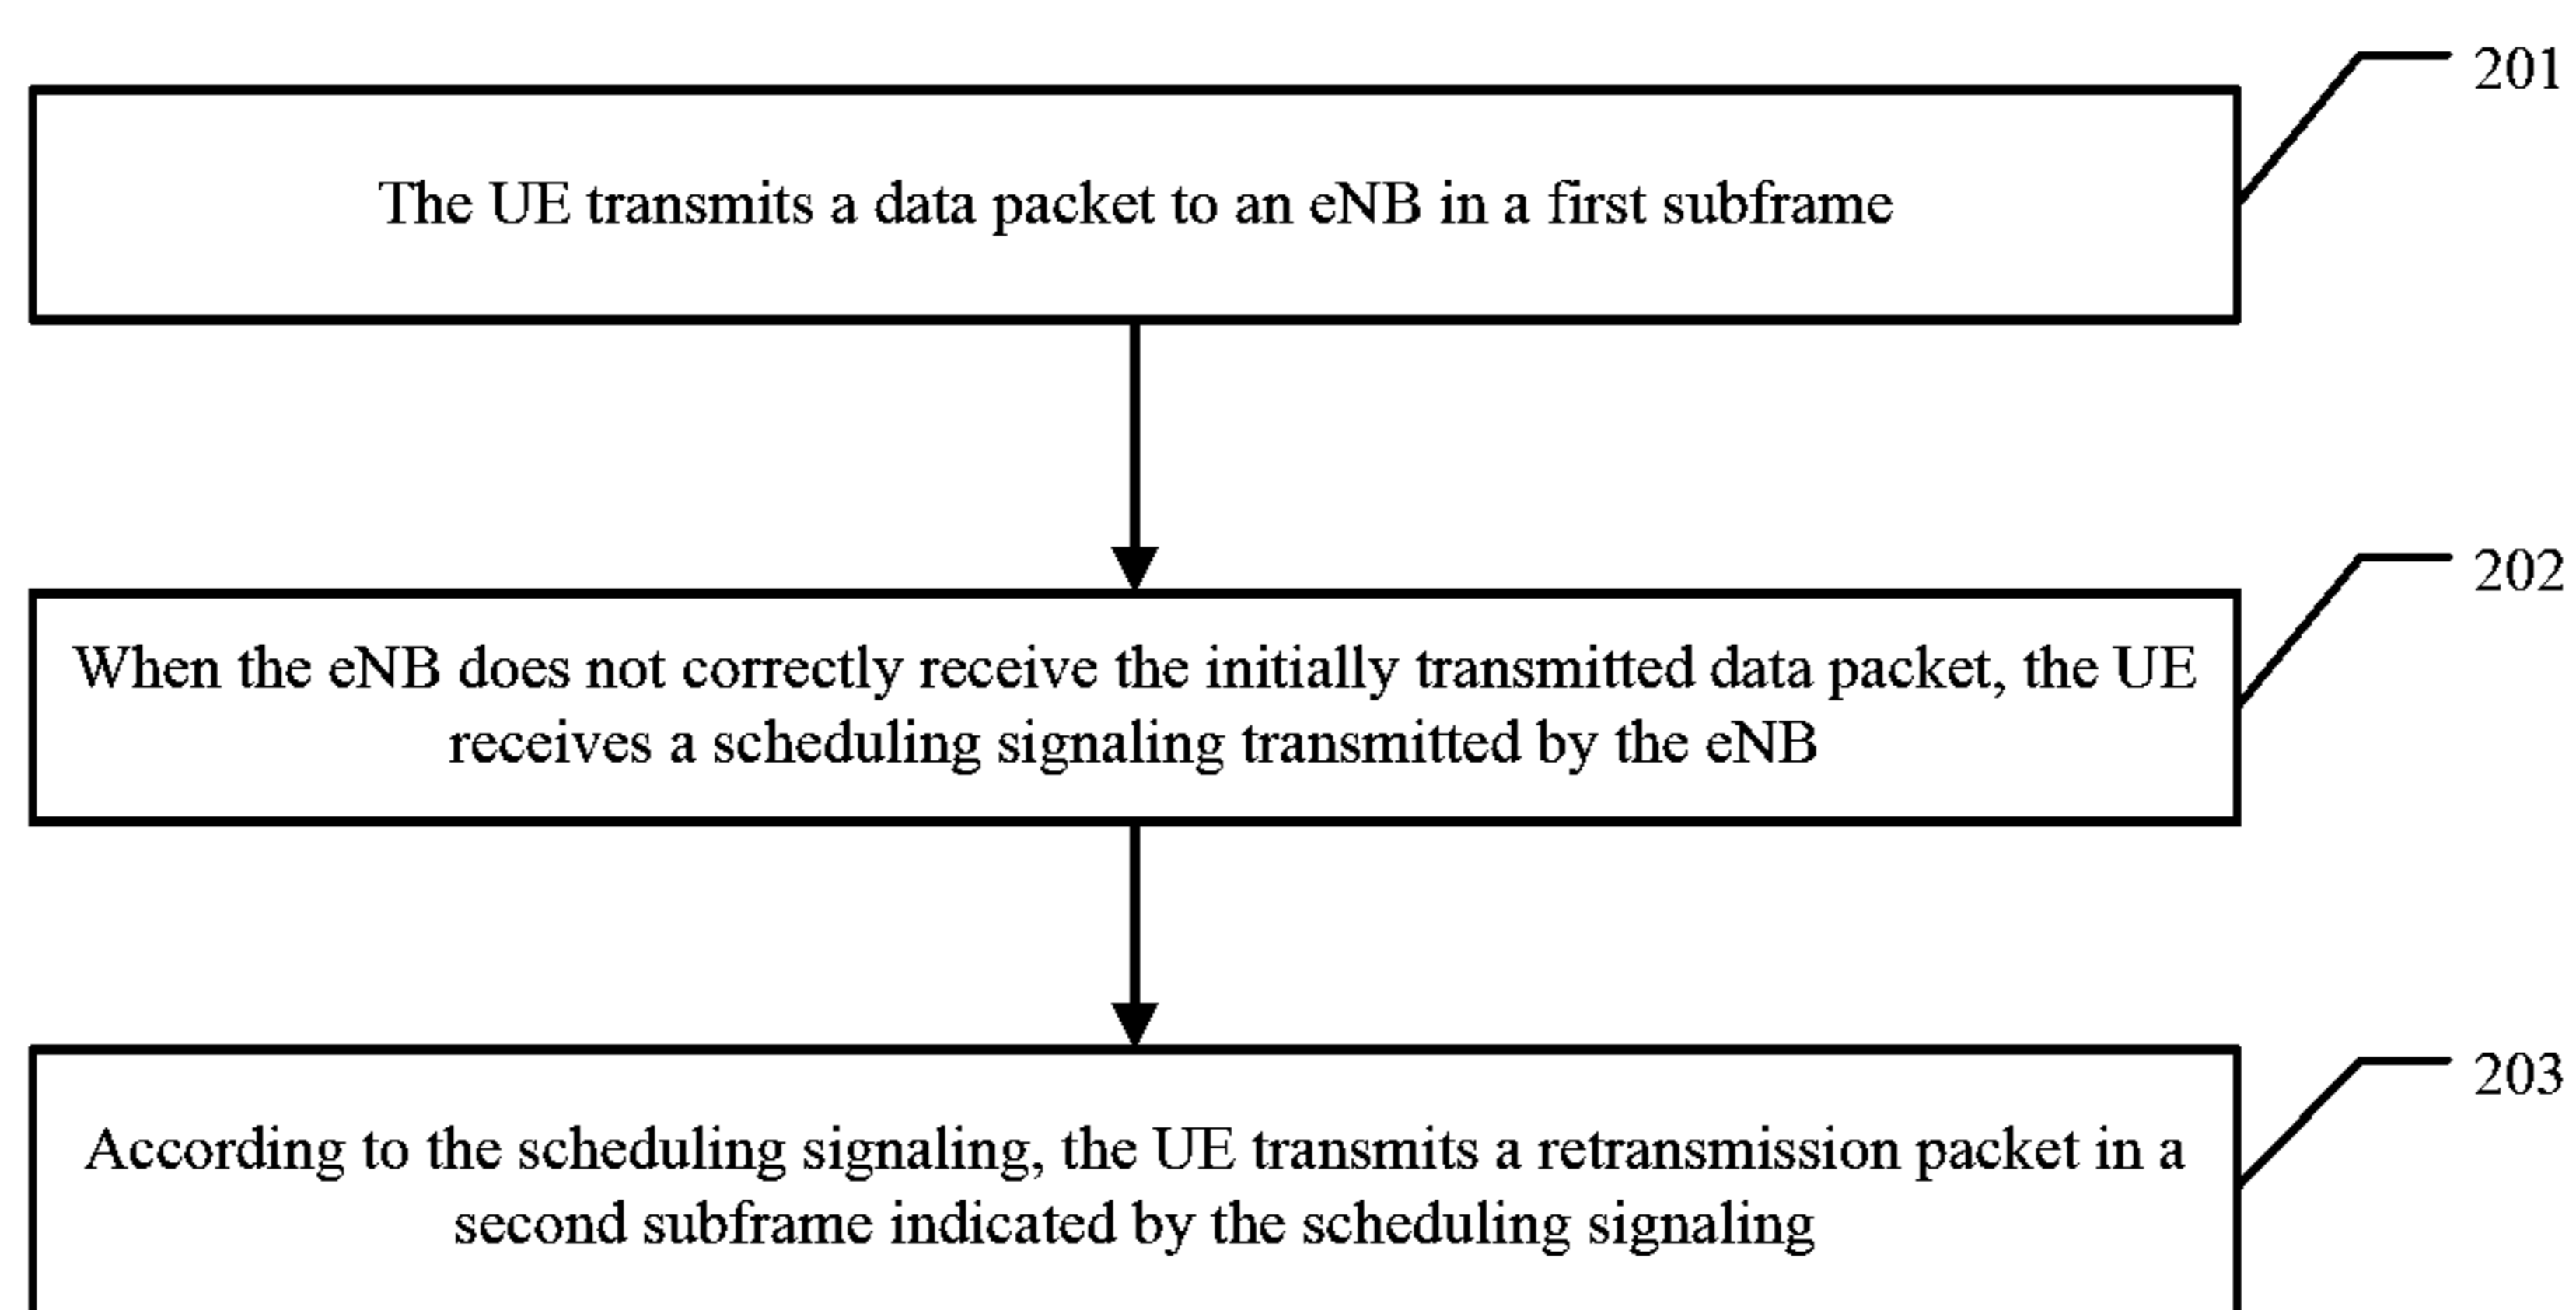 201
The UE transmits a data packet to an eNB in a first subframe
202
When the eNB does not correctly receive the initially transmitted data packet, the UE
receives a scheduling signaling transmitted by the eNB
203
According to the scheduling signaling, the UE transmits a retransmission packet in a
second subframe indicated by the scheduling signaling